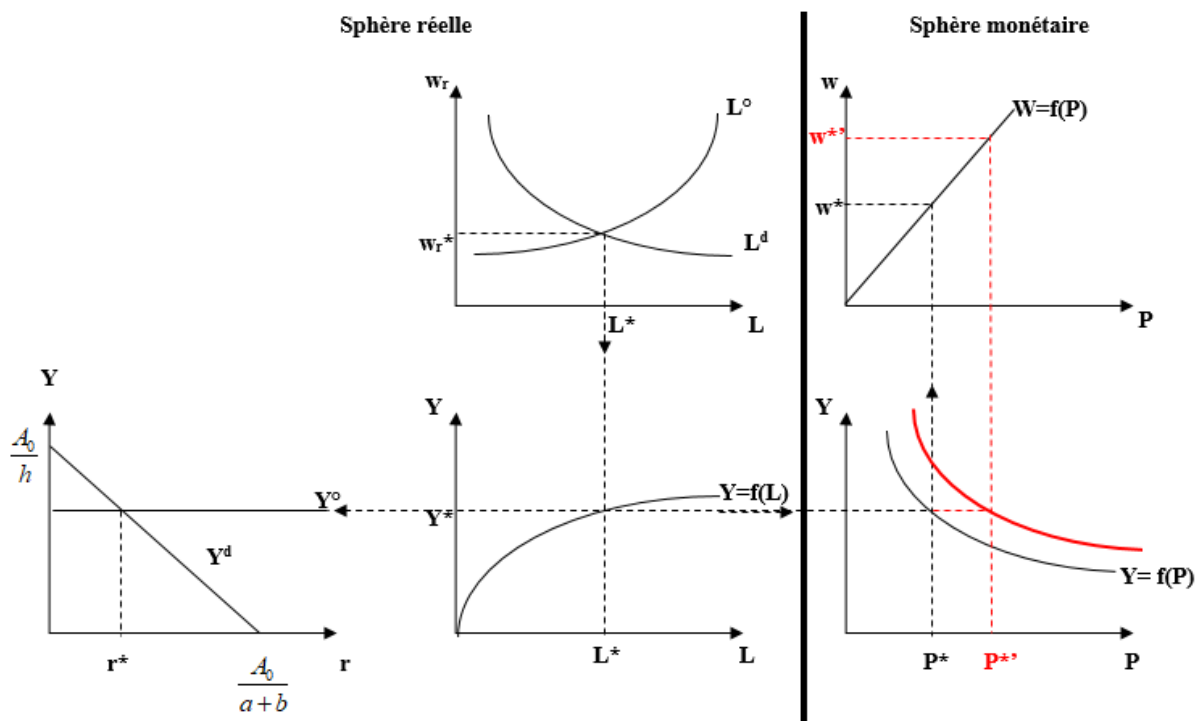 Sphère réelle
Sphère monétaire
wr
L°
wr*
Ld
L*
L
w
W=f(P)
w*’
w*
P
Y
A0
h
Y°
Yd
r*
r
A0
a+b
Y
Y=f(L)
Y*
L*
L
Y
Y= f(P)
P*
P*’
P